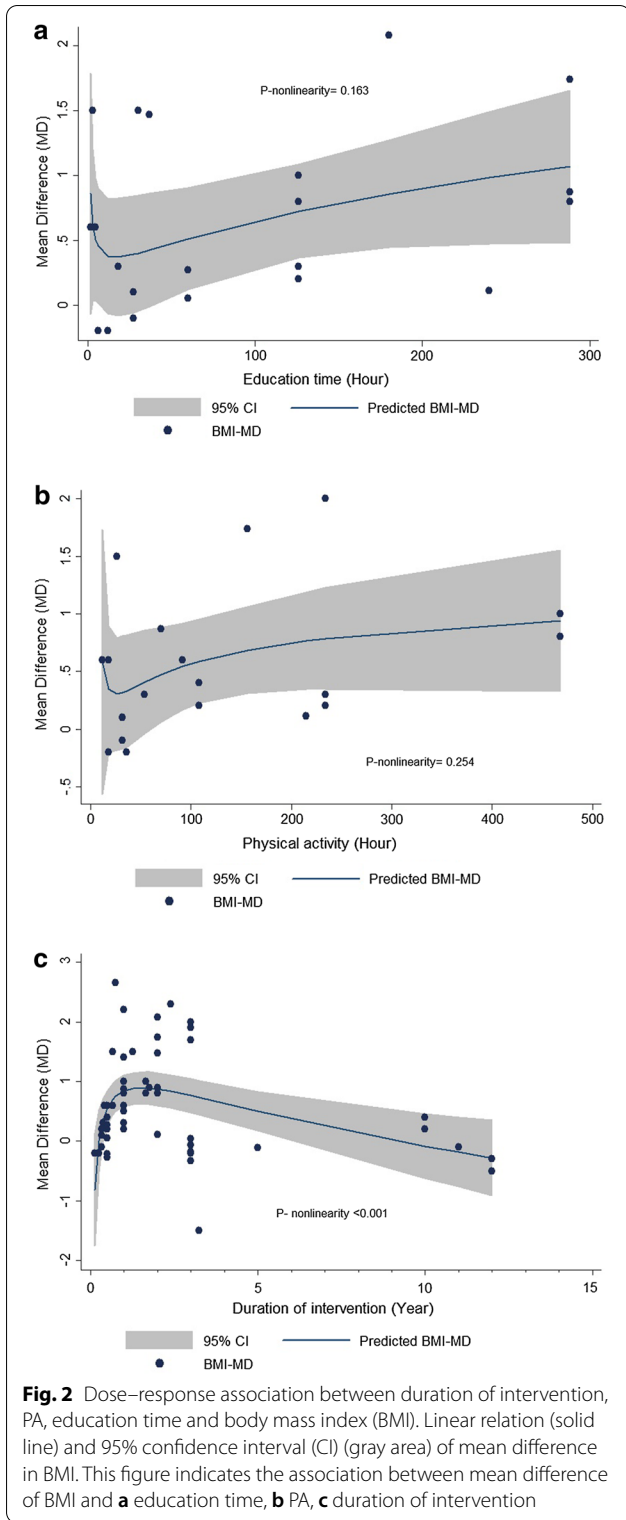 a
Mean Difference (MD)
2
1.5
1
.5
0
P-nonlinearity= 0.163
0 100 200 300
Education time (Hour)
95% CI Predicted BMI-MD
BMI-MD
b
Mean Difference (MD)
2
1.5
1
.5
0
-.5
P-nonlinearity= 0.254
0 100 200 300 400 500
Physical activity (Hour)
95% CI Predicted BMI-MD
BMI-MD
c
Mean Difference (MD)
3
2
1
0
-1
-2
P- nonlinearity <0.001
0 5 10 15
Duration of intervention (Year)
95% CI Predicted BMI-MD
BMI-MD
Fig. 2 Dose–response association between duration of intervention,
PA, education time and body mass index (BMI). Linear relation (solid
line) and 95% confidence interval (CI) (gray area) of mean difference
in BMI. This figure indicates the association between mean difference
of BMI and a education time, b PA, c duration of intervention